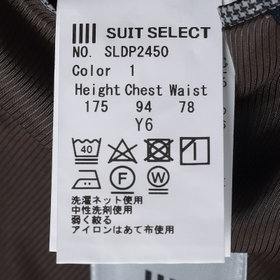 SUIT SELECT
NO. SLDP2450
Color 1
Height Chest Waist
175 94 78
Y6
40
F W
洗濯ネット使用
中性洗剤使用
弱く絞る
アイロンはあて布使用